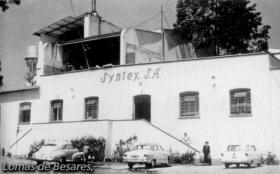 Syntex, S.A.
Lomas de Besares,